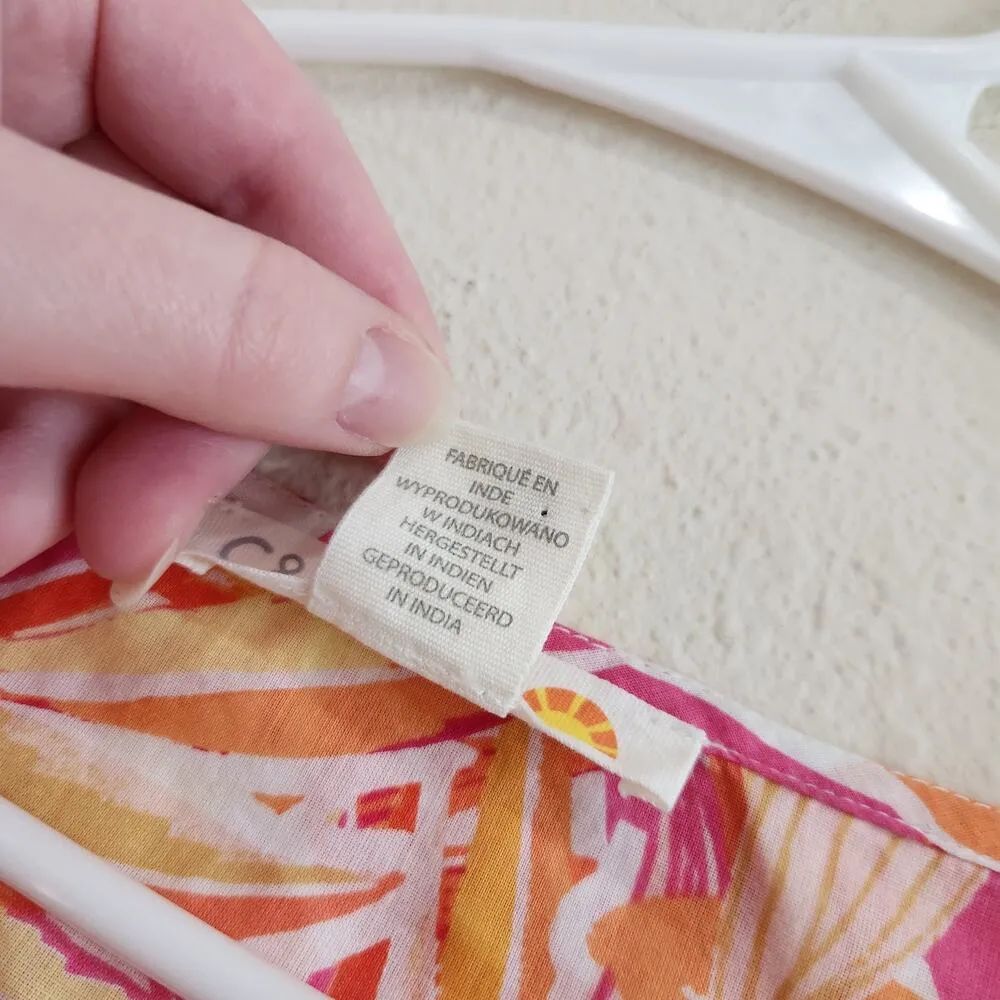 FABRIQUÉ EN
INDE
WYPRODUKOWANO
W INDIACH
HERGESTELLT
IN INDIEN
GEPRODUCEERD
IN INDIA